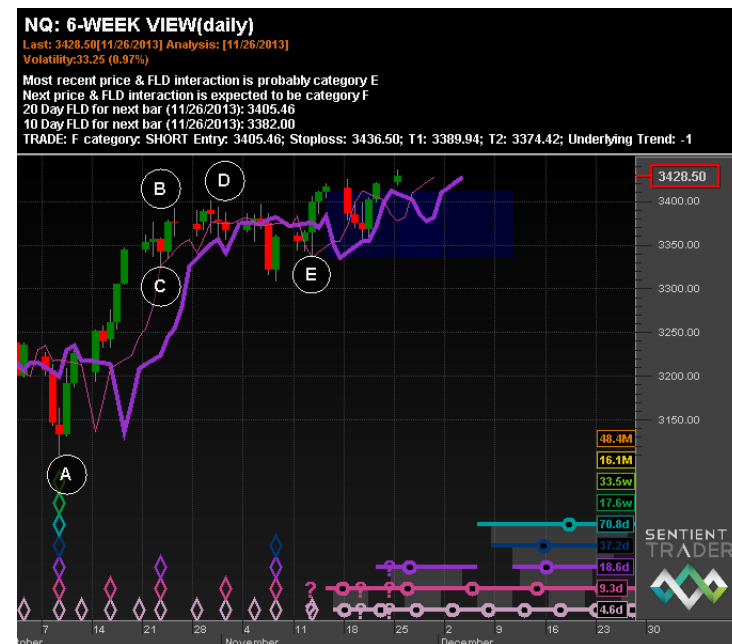 NQ: 6-WEEK VIEW(daily)
Last: 3428.50[11/26/2013] Analysis: [11/26/2013]
Volatility:33.25 (0.97%)
Most recent price & FLD interaction is probably category E
Next price & FLD interaction is expected to be category F
20 Day FLD for next bar (11/26/2013): 3405.46
10 Day FLD for next bar (11/26/2013): 3382.00
TRADE: F category: SHORT Entry: 3405.46; Stoploss: 3436.50; T1: 3389.94; T2: 3374.42; Underlying Trend: -1
3428.50
B
D
3400.00
3350.00
E
C
3300.00
3250.00
3200.00
3150.00
48.4M
A
16.1M
33.5w
17.6w
70.8d
SENTIENT
37.2d
TRADER
18.6d
? ?
9.3d
4.6d
7 14 21 28 4 11 18 25 2 9 16 23 30
ober November December